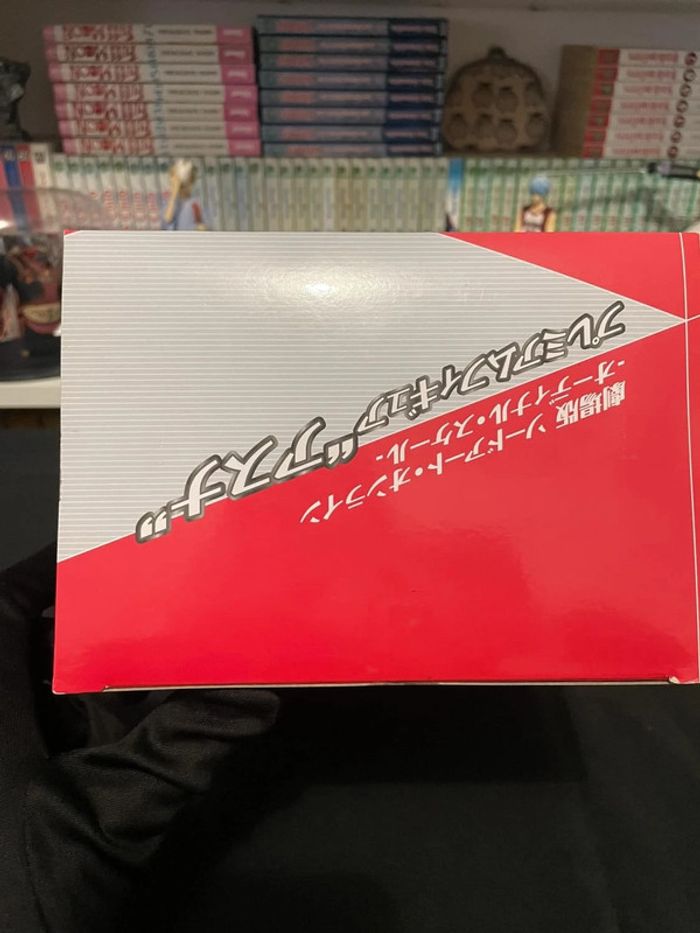 劇場版 ソードアート・オンライン
-オーディナル・スケール-
プレミアムフィギュア“アスナ”